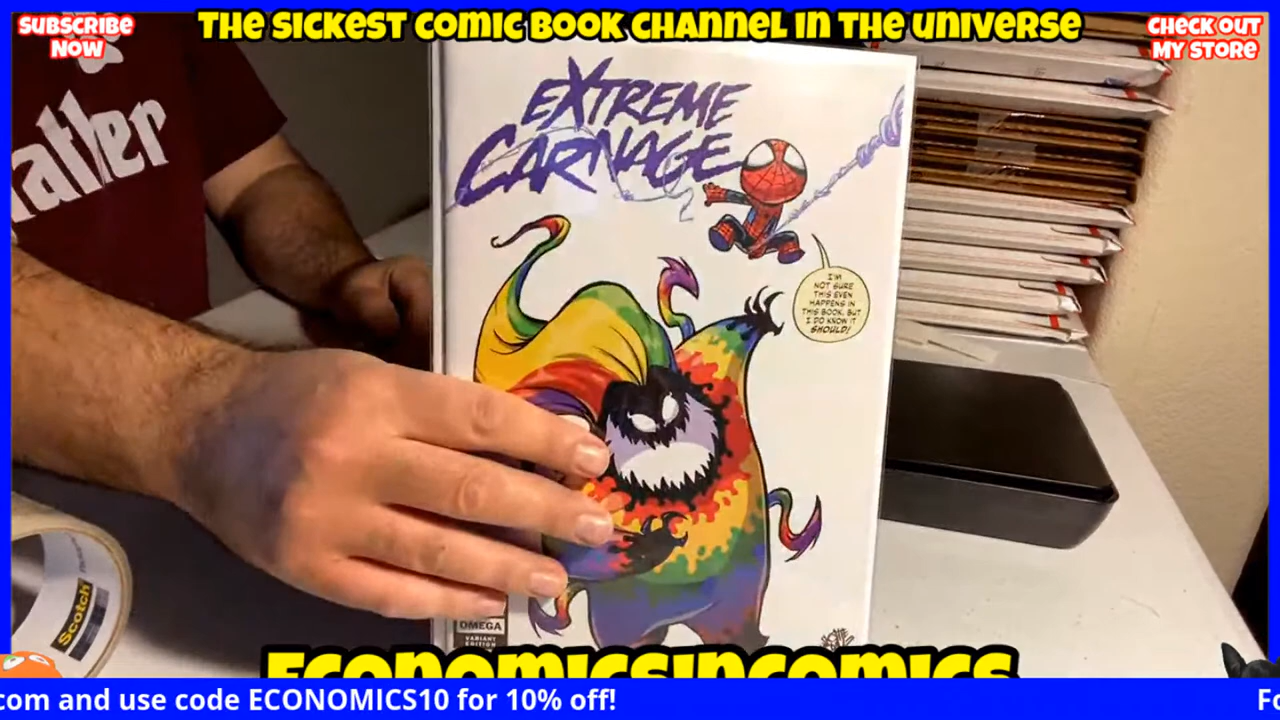 SUBSCRIBE
NOW
THE SICKEST COMIC BOOK CHANNEL IN THE UNIVERSE
CHECK OUT
MY STORE
atler
EXTREME
CARNAGE
I'M
NOT SURE
THIS EVEN
HAPPENS IN
THIS BOOK, BUT
I DO KNOW IT
SHOULD!
Scotch
OMEGA
VARIANT
EDITION
ECONOMICSINCOMICS
com and use code ECONOMICS10 for 10% off!
Fo